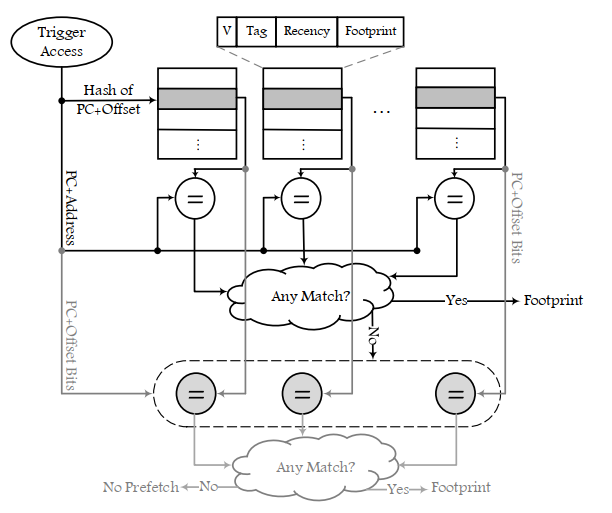 Trigger
Access
V Tag Recency Footprint
Hash of
PC+Offset
...
⋮ ⋮ ⋮
PC+Address
= = =
PC+Offset Bits
Any Match?
Yes
Footprint
No
PC+Offset Bits
= = =
Any Match?
No Prefetch
No
Yes
Footprint